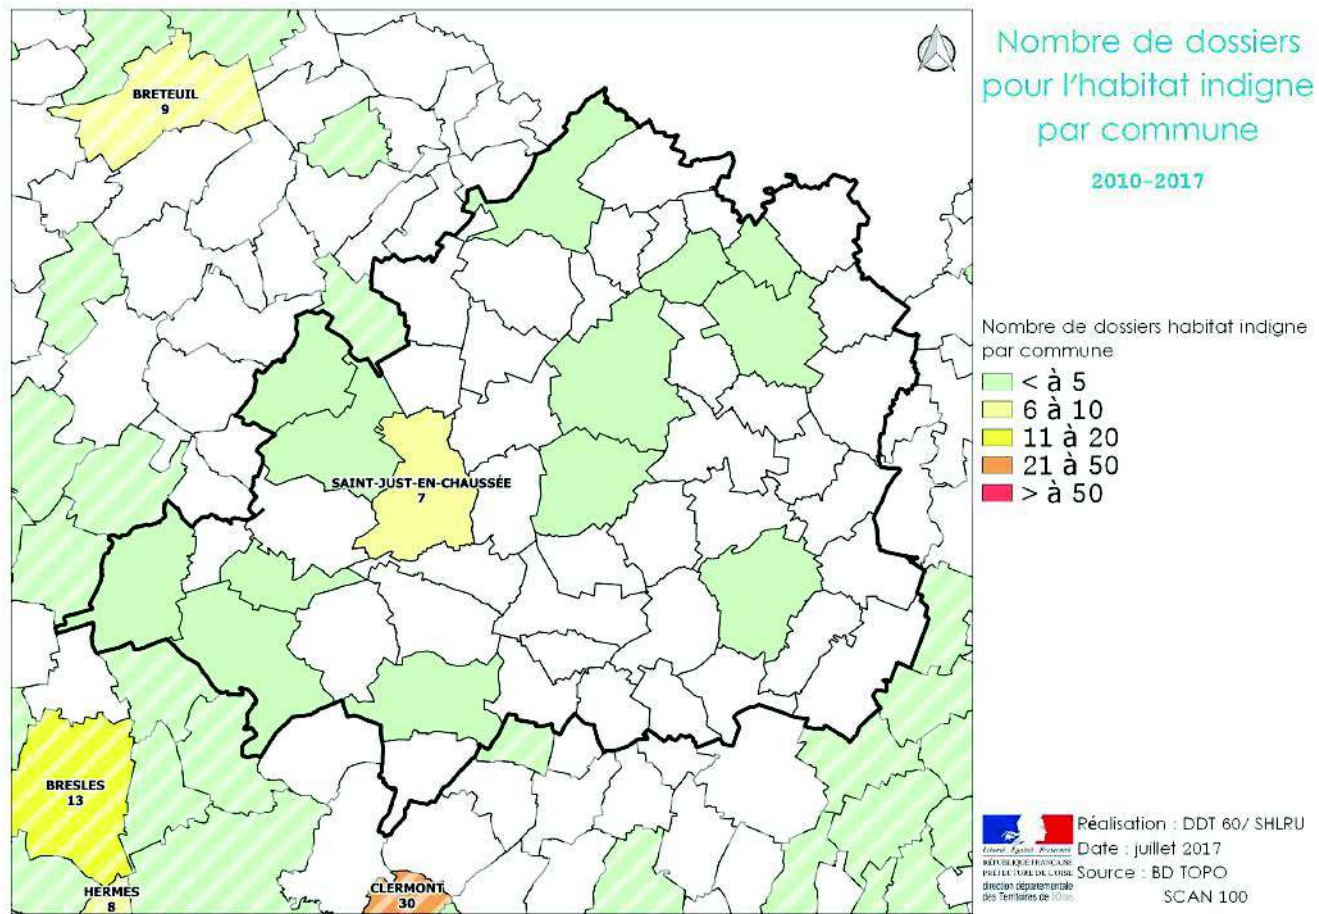 Nombre de dossiers
pour l'habitat indigne
par commune
2010-2017
BRETEUIL
9
SAINT-JUST-EN-CHAUSSÉE
7
BRESLES
13
HERMES
8
CLERMONT
30
Nombre de dossiers habitat indigne
par commune
< à 5
6 à 10
11 à 20
21 à 50
> à 50
Liberté • Égalité • Fraternité
RÉPUBLIQUE FRANÇAISE
PRÉFECTURE DE L'OISE
direction départementale
des Territoires de l'Oise
Réalisation : DDT 60/ SHLRU
Date : juillet 2017
Source : BD TOPO
SCAN 100